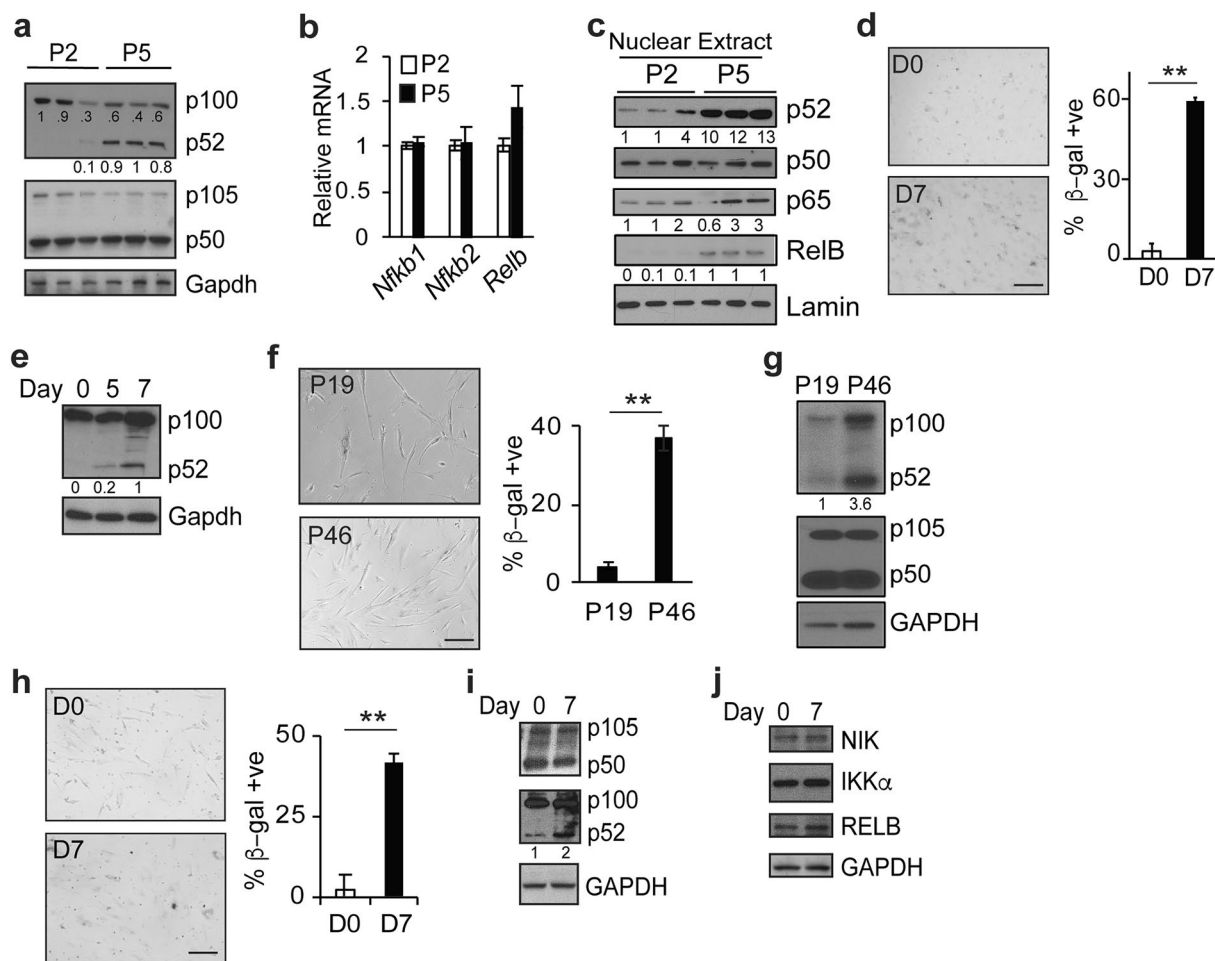 a
P2 P5
p100
1 .9 .3 .6 .4 .6
p52
0.1 0.9 1 0.8
p105
p50
Gapdh
b
2
1.5
1
0.5
0
Relative mRNA
P2
P5
Nfkb1 Nfkb2 Relb
c
Nuclear Extract
P2 P5
p52
1 1 4 10 12 13
p50
p65
1 1 2 0.6 3 3
RelB
0 0.1 0.1 1 1 1
Lamin
d
D0
D7
**
60
30
0
% β-gal +ve
D0 D7
e
Day 0 5 7
p100
p52
0 0.2 1
Gapdh
f
P19
P46
**
40
20
0
% β-gal +ve
P19 P46
g
P19 P46
p100
p52
1 3.6
p105
p50
GAPDH
h
D0
D7
**
50
25
0
% β-gal +ve
D0 D7
i
Day 0 7
p105
p50
p100
p52
1 2
GAPDH
j
Day 0 7
NIK
IKKα
RELB
GAPDH